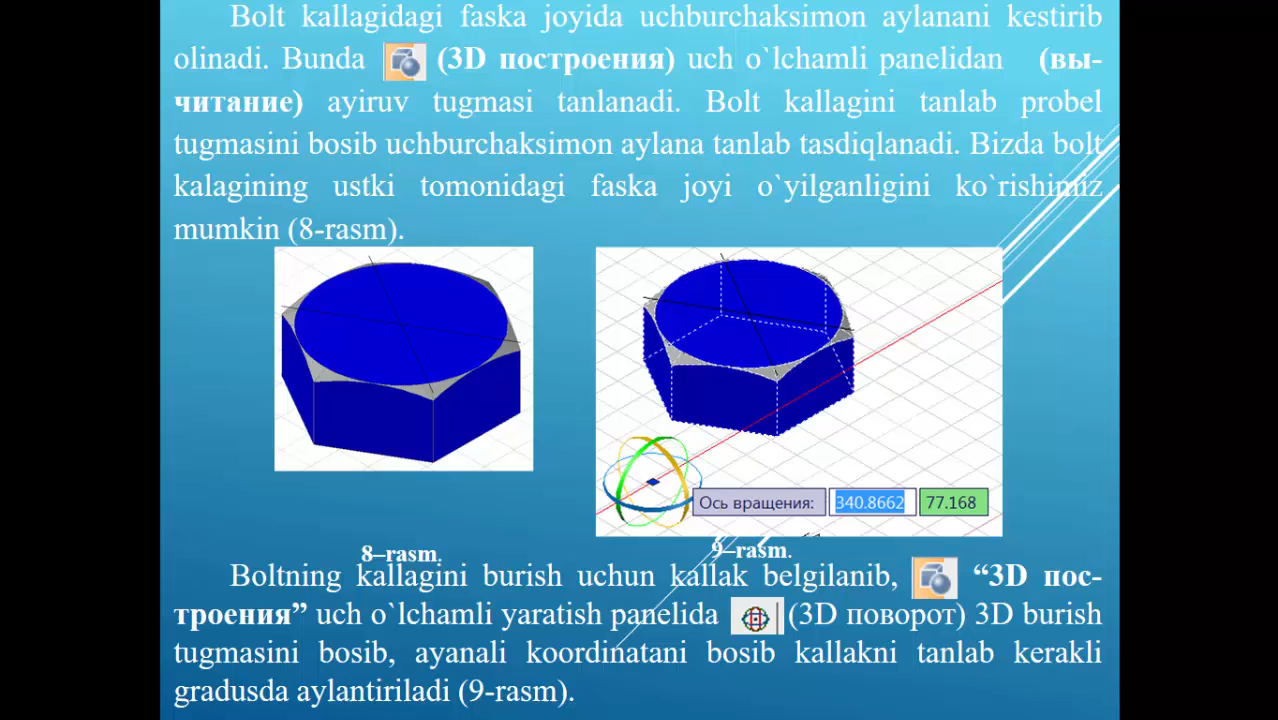 Bolt kallagidagi faska joyida uchburchaksimon aylanani kestirib
olinadi. Bunda (3D построения) uch o`lchamli panelidan (вы-
читание) ayiruv tugmasi tanlanadi. Bolt kallagini tanlab probel
tugmasini bosib uchburchaksimon aylana tanlab tasdiqlanadi. Bizda bolt
kalagining ustki tomonidagi faska joyi o`yilganligini ko`rishimiz
mumkin (8-rasm).
Ось вращения: 340.8662 77.168
8–rasm.
9–rasm.
Boltning kallagini burish uchun kallak belgilanib, “3D пос-
троения” uch o`lchamli yaratish panelida (3D поворот) 3D burish
tugmasini bosib, ayanali koordinatani bosib kallakni tanlab kerakli
gradusda aylantiriladi (9-rasm).